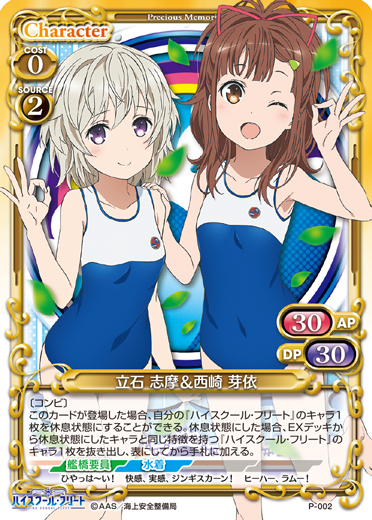 Precious Memories
Character
COST
0
SOURCE
2
30 AP
DP 30
立石 志摩＆西崎 芽依
［コンビ］
このカードが登場した場合、自分の『ハイスクール・フリート』のキャラ1
枚を休息状態にすることができる。休息状態にした場合、EXデッキか
ら休息状態にしたキャラと同じ特徴を持つ『ハイスクール・フリート』の
キャラ1枚を抜き出し、表にしてから手札に加える。
艦橋要員 水着
ひやっは〜い！ 快感、実感、ジンギスカーン！ ヒーハー、ラムー！
ハイスクール・フリート
©AAS／海上安全整備局
P-002